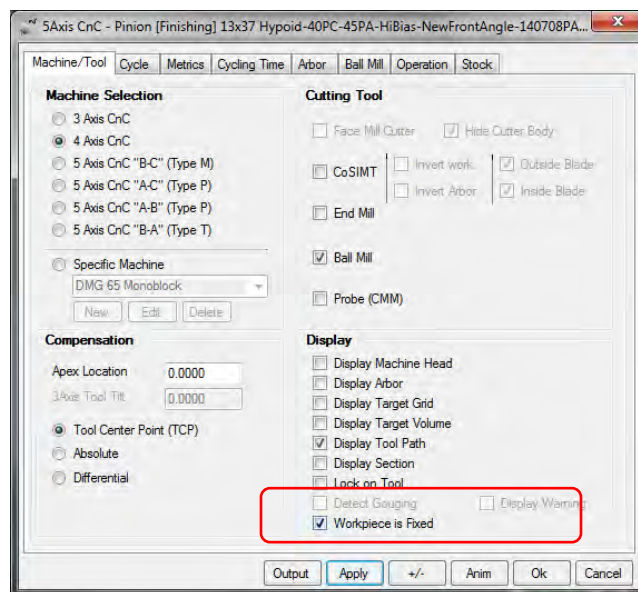 5Axis CnC - Pinion [Finishing] 13x37 Hypoid-40PC-45PA-HiBias-NewFrontAngle-140708PA...
Machine/Tool Cycle Metrics Cycling Time Arbor Ball Mill Operation Stock
Machine Selection
3 Axis CnC
4 Axis CnC
5 Axis CnC "B-C" (Type M)
5 Axis CnC "A-C" (Type P)
5 Axis CnC "A-B" (Type P)
5 Axis CnC "B-A" (Type T)
Specific Machine
DMG 65 Monoblock
New Edit Delete
Compensation
Apex Location 0.0000
3Axis Tool Tilt 0.0000
Tool Center Point (TCP)
Absolute
Differential
Cutting Tool
Face Mill Cutter Hide Cutter Body
CoSIMT Invert work. Outside Blade
Invert Arbor Inside Blade
End Mill
Ball Mill
Probe (CMM)
Display
Display Machine Head
Display Arbor
Display Target Grid
Display Target Volume
Display Tool Path
Display Section
Lock on Tool
Detect Gouging Display Warning
Workpiece is Fixed
Output Apply +/- Anim Ok Cancel